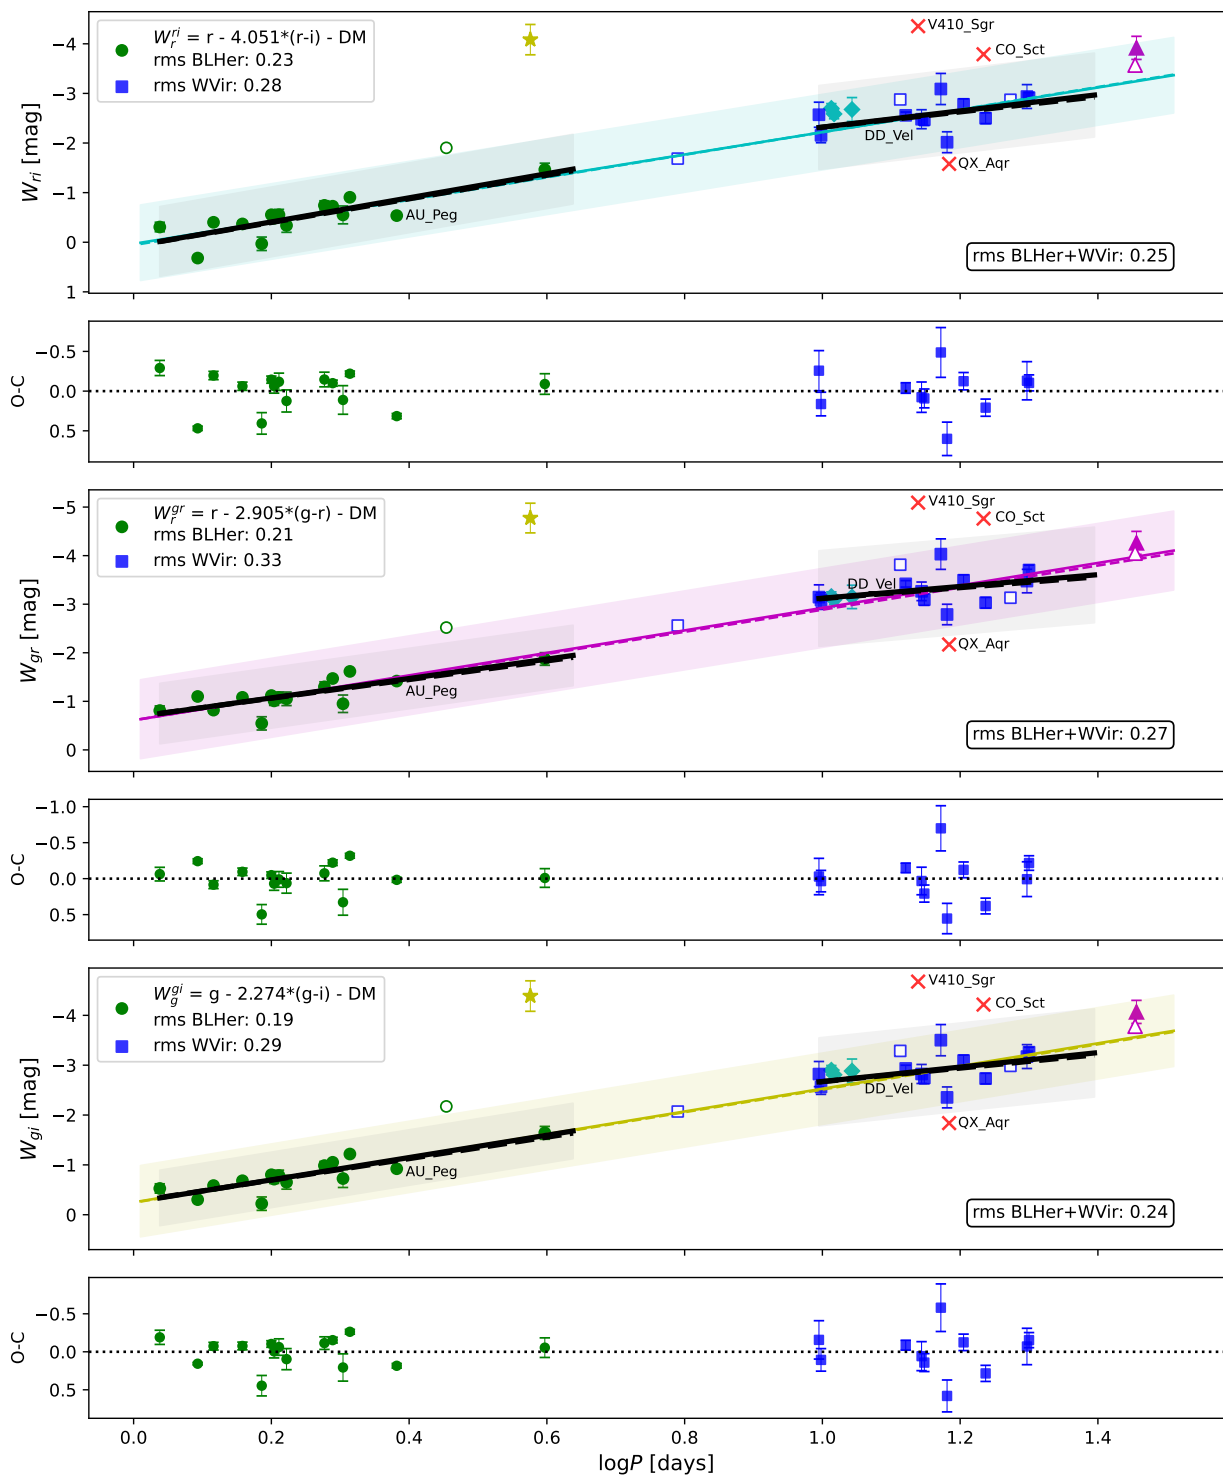 W_r^{ri} = r - 4.051*(r-i) - DM
rms BLHer: 0.23
rms WVir: 0.28
V410_Sgr
CO_Sct
DD_Vel
QX_Aqr
AU_Peg
rms BLHer+WVir: 0.25
W_{ri} [mag]
−4
−3
−2
−1
0
1
O-C
−0.5
0.0
0.5
W_r^{gr} = r - 2.905*(g-r) - DM
rms BLHer: 0.21
rms WVir: 0.33
V410_Sgr
CO_Sct
DD_Vel
QX_Aqr
AU_Peg
rms BLHer+WVir: 0.27
W_{gr} [mag]
−5
−4
−3
−2
−1
0
O-C
−1.0
−0.5
0.0
0.5
W_g^{gi} = g - 2.274*(g-i) - DM
rms BLHer: 0.19
rms WVir: 0.29
V410_Sgr
CO_Sct
DD_Vel
QX_Aqr
AU_Peg
rms BLHer+WVir: 0.24
W_{gi} [mag]
−4
−3
−2
−1
0
O-C
−0.5
0.0
0.5
0.0 0.2 0.4 0.6 0.8 1.0 1.2 1.4
logP [days]